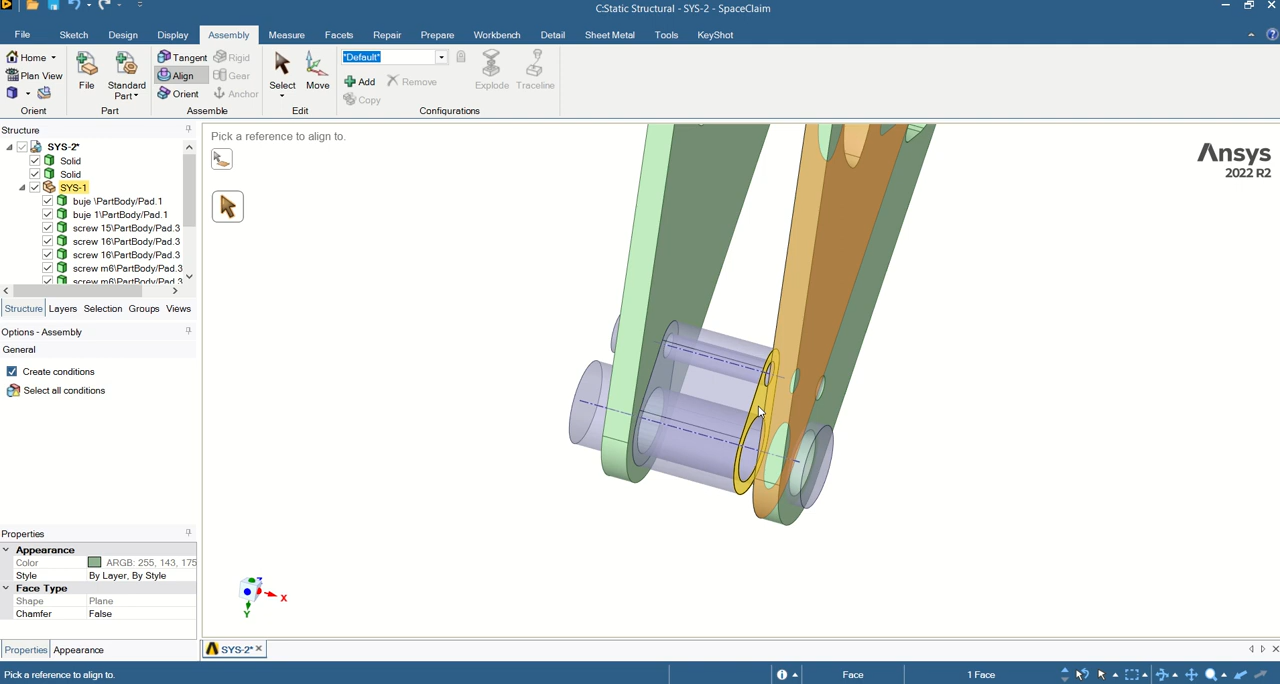 C:Static Structural - SYS-2 - SpaceClaim
File Sketch Design Display Assembly Measure Facets Repair Prepare Workbench Detail Sheet Metal Tools KeyShot
Home
Plan View
Orient
File
Standard Part
Part
Tangent Rigid
Align Gear
Orient Anchor
Assemble
Select Move
Edit
*Default*
Add Remove
Copy
Explode Traceline
Configurations
Structure
SYS-2*
Solid
Solid
SYS-1
buje \PartBody/Pad.1
buje 1\PartBody/Pad.1
screw 15\PartBody/Pad.3
screw 16\PartBody/Pad.3
screw 16\PartBody/Pad.3
screw m6\PartBody/Pad.3
screw m6\PartBody/Pad.3
Structure Layers Selection Groups Views
Options - Assembly
General
Create conditions
Select all conditions
Properties
Appearance
Color ARGB: 255, 143, 175
Style By Layer, By Style
Face Type
Shape Plane
Chamfer False
Properties Appearance
Pick a reference to align to.
Ansys
2022 R2
X
Y
Z
SYS-2*
Pick a reference to align to.
Face
1 Face